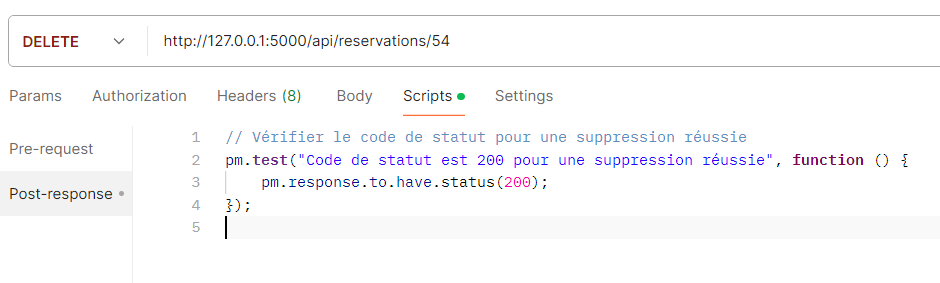 DELETE http://127.0.0.1:5000/api/reservations/54
Params Authorization Headers (8) Body Scripts Settings
Pre-request
Post-response
1 // Vérifier le code de statut pour une suppression réussie
2 pm.test("Code de statut est 200 pour une suppression réussie", function () {
3 pm.response.to.have.status(200);
4 });
5